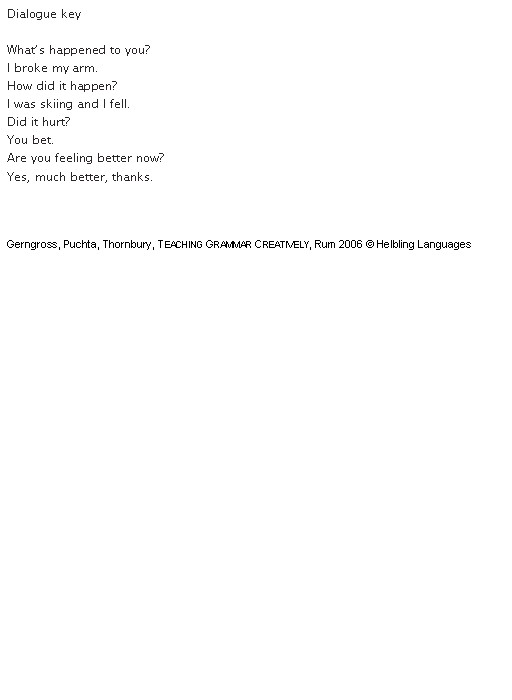 Dialogue key
What's happened to you?
I broke my arm.
How did it happen?
I was skiing and I fell.
Did it hurt?
You bet.
Are you feeling better now?
Yes, much better, thanks.
Gerngross, Puchta, Thornbury, TEACHING GRAMMAR CREATIVELY, Rum 2006 © Helbling Languages